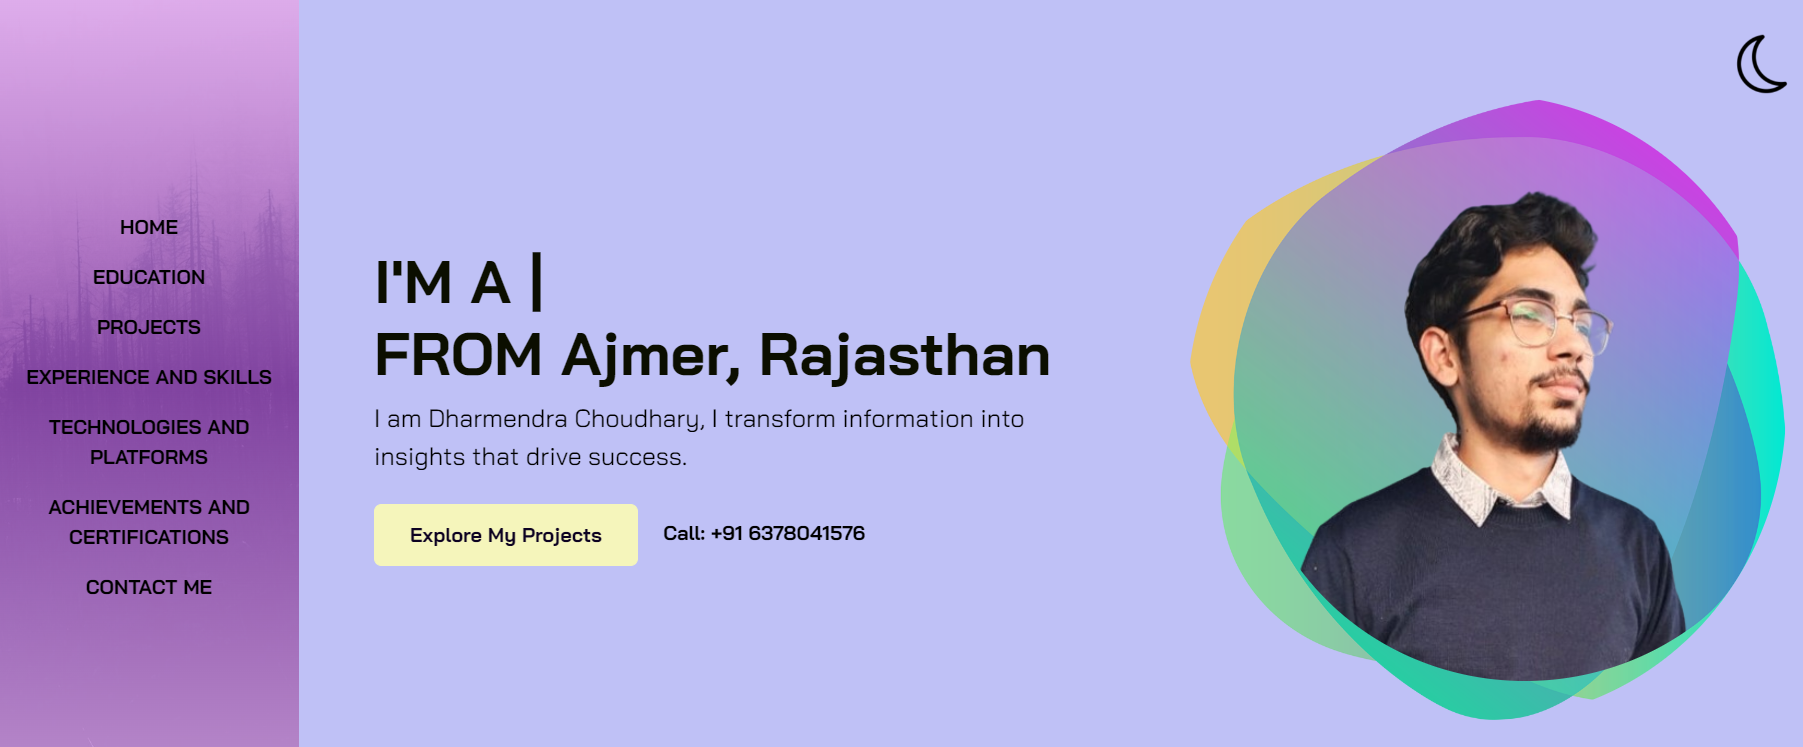 HOME
EDUCATION
PROJECTS
EXPERIENCE AND SKILLS
TECHNOLOGIES AND
PLATFORMS
ACHIEVEMENTS AND
CERTIFICATIONS
CONTACT ME
I'M A |
FROM Ajmer, Rajasthan
I am Dharmendra Choudhary, I transform information into
insights that drive success.
Explore My Projects
Call: +91 6378041576